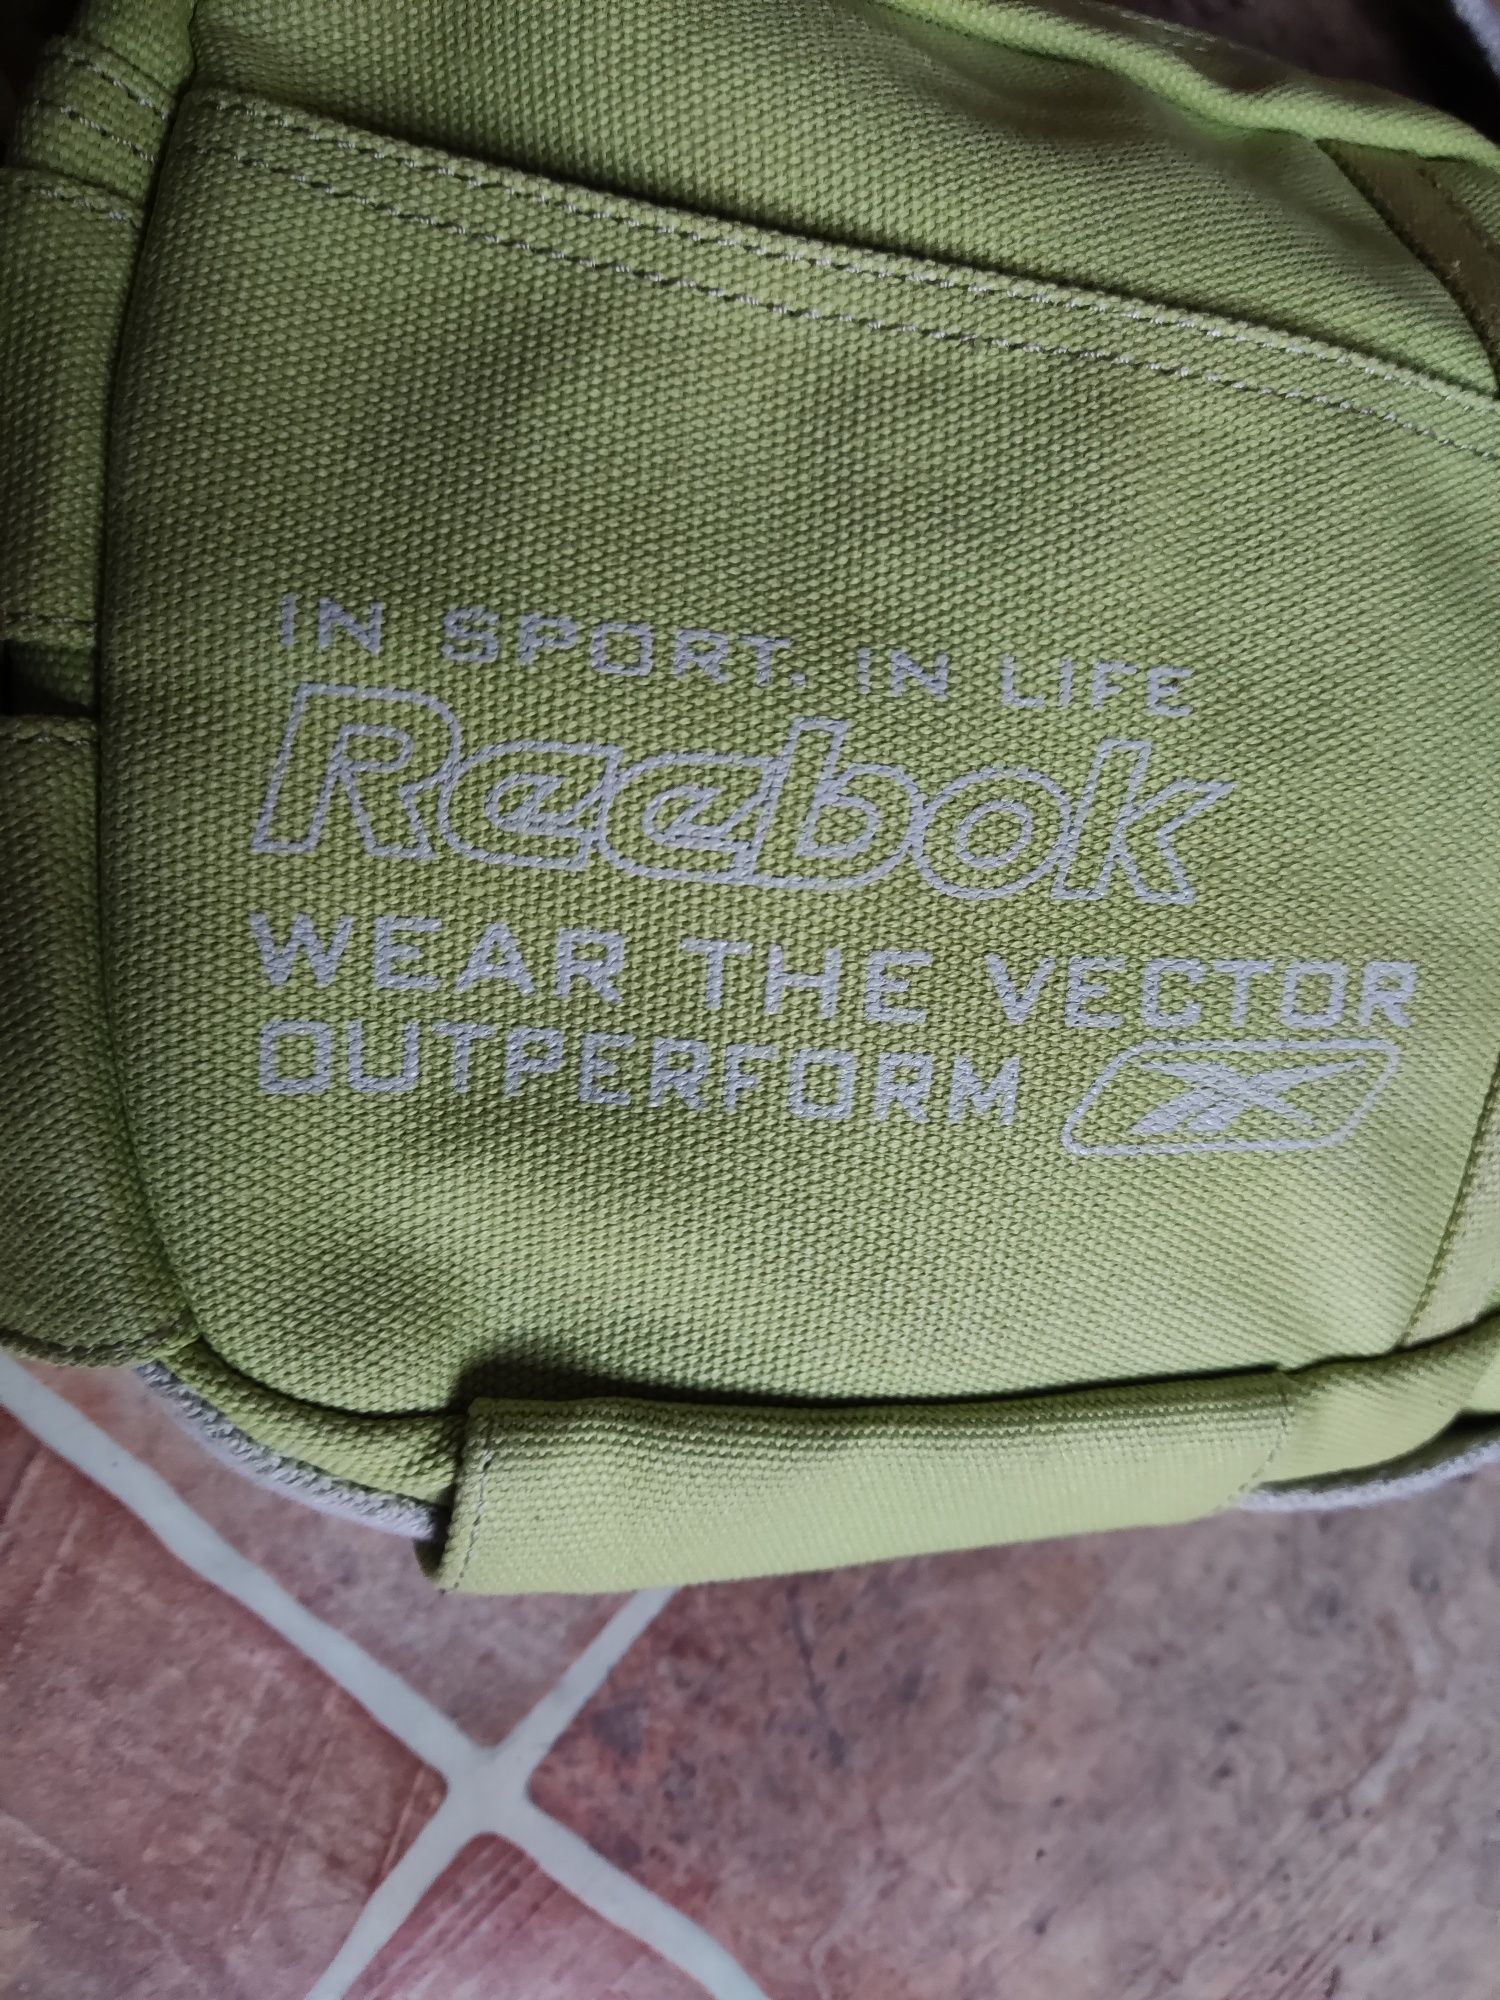 IN SPORT. IN LIFE
Reebok
WEAR THE VECTOR
OUTPERFORM